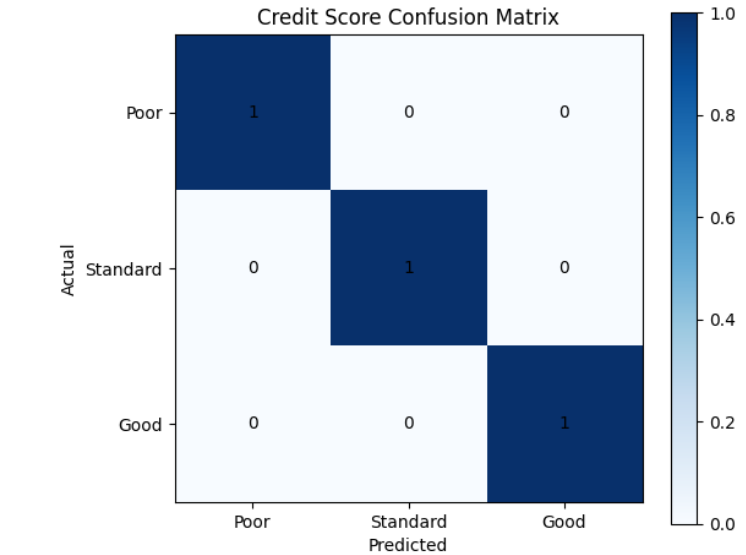 Credit Score Confusion Matrix
1.0
Poor 1 0 0
0.8
0.6
Actual
Standard 0 1 0
0.4
Good 0 0 1
0.2
0.0
Poor Standard Good
Predicted